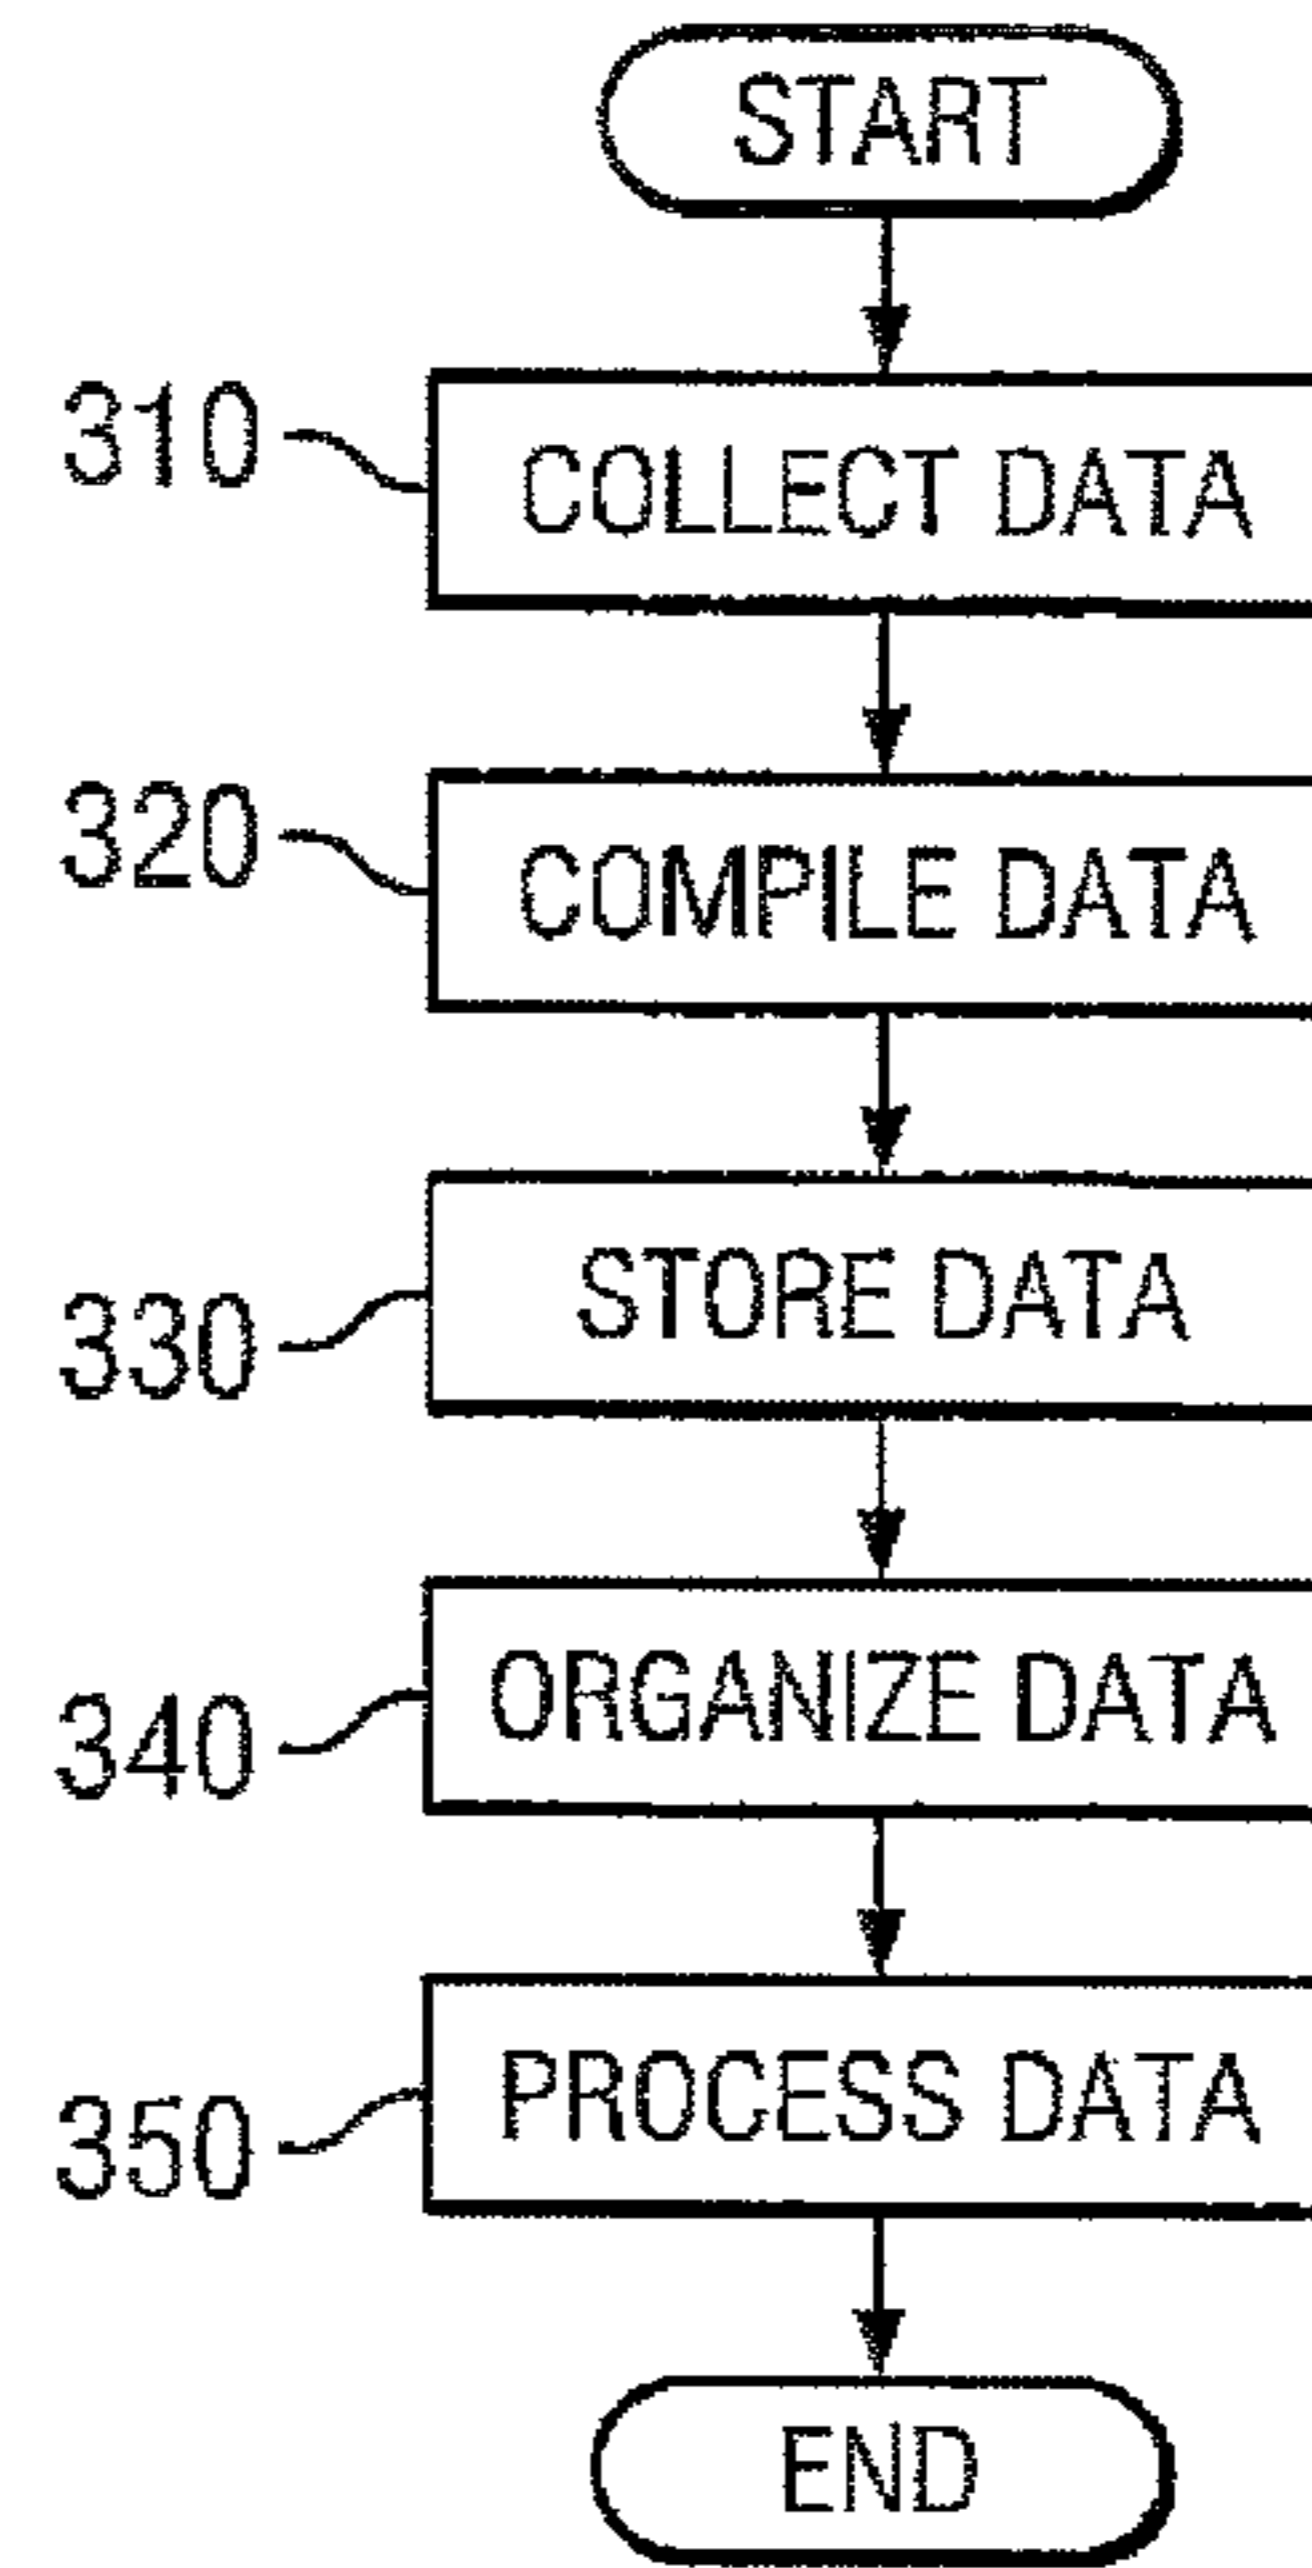 START
310 COLLECT DATA
320 COMPILE DATA
330 STORE DATA
340 ORGANIZE DATA
350 PROCESS DATA
END